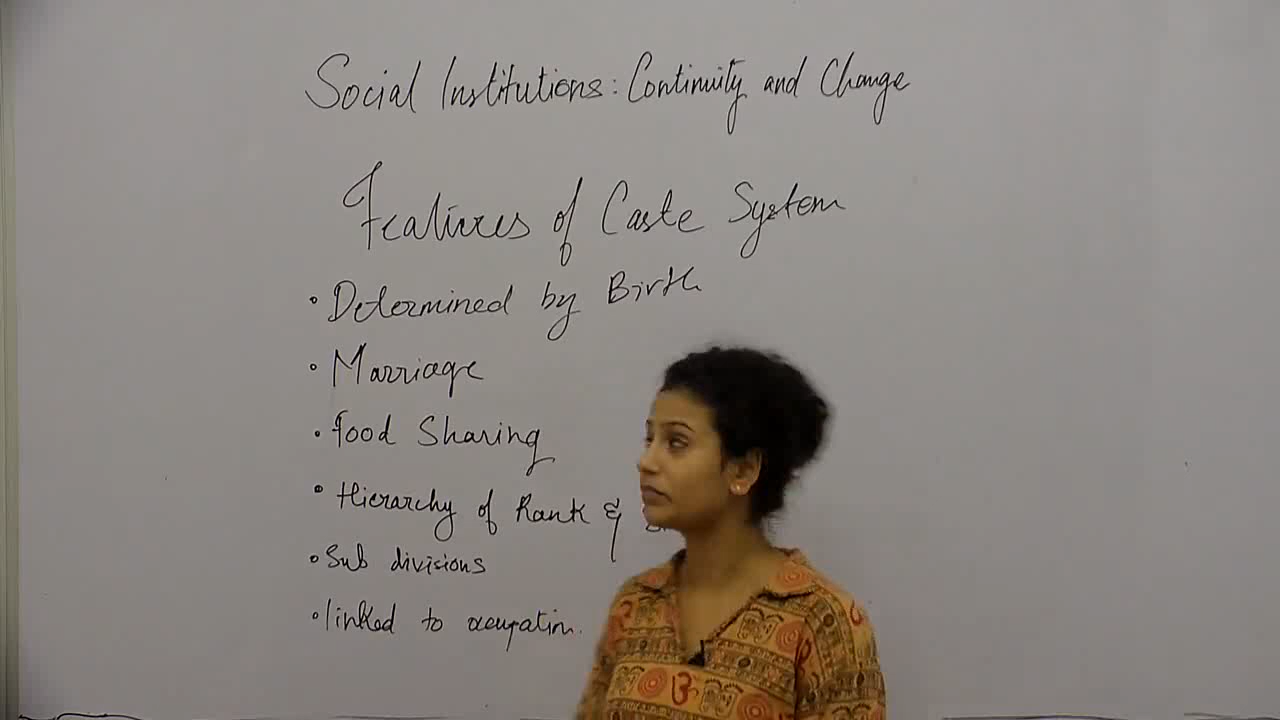 Social Institutions: Continuity and Change
Features of Caste System
• Determined by Birth
• Marriage
• Food Sharing
• Hierarchy of Rank &
• Sub divisions
• linked to occupation.